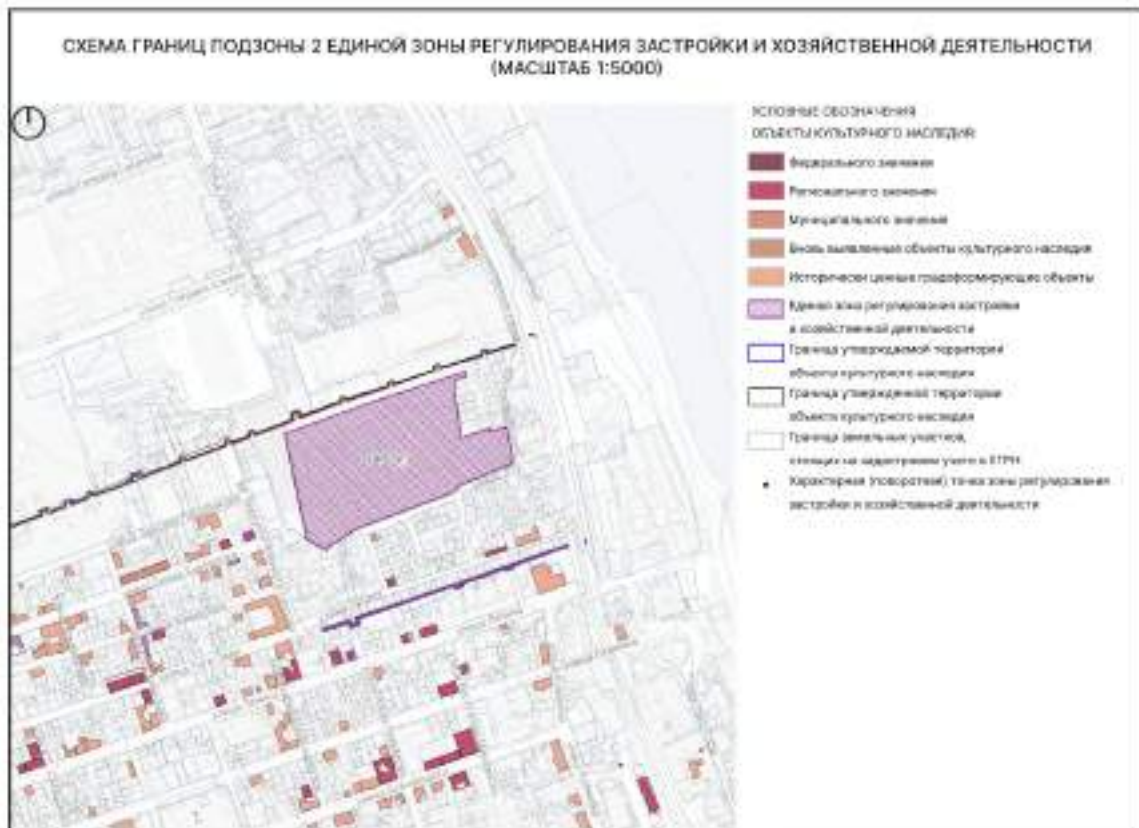 СХЕМА ГРАНИЦ ПОДЗОНЫ 2 ЕДИНОЙ ЗОНЫ РЕГУЛИРОВАНИЯ ЗАСТРОЙКИ И ХОЗЯЙСТВЕННОЙ ДЕЯТЕЛЬНОСТИ
(МАСШТАБ 1:5000)
УСЛОВНЫЕ ОБОЗНАЧЕНИЯ
ОБЪЕКТЫ КУЛЬТУРНОГО НАСЛЕДИЯ
Федерального значения
Регионального значения
Муниципального значения
Вновь выявленные объекты культурного наследия
Исторически ценные градоформирующие объекты
Единая зона регулирования застройки
и хозяйственной деятельности
Граница утверждаемой территории
объекта культурного наследия
Граница утвержденной территории
объекта культурного наследия
Граница земельных участков,
стоящих на кадастровом учете в ЕГРН
Характерная (поворотная) точка зоны регулирования
застройки и хозяйственной деятельности